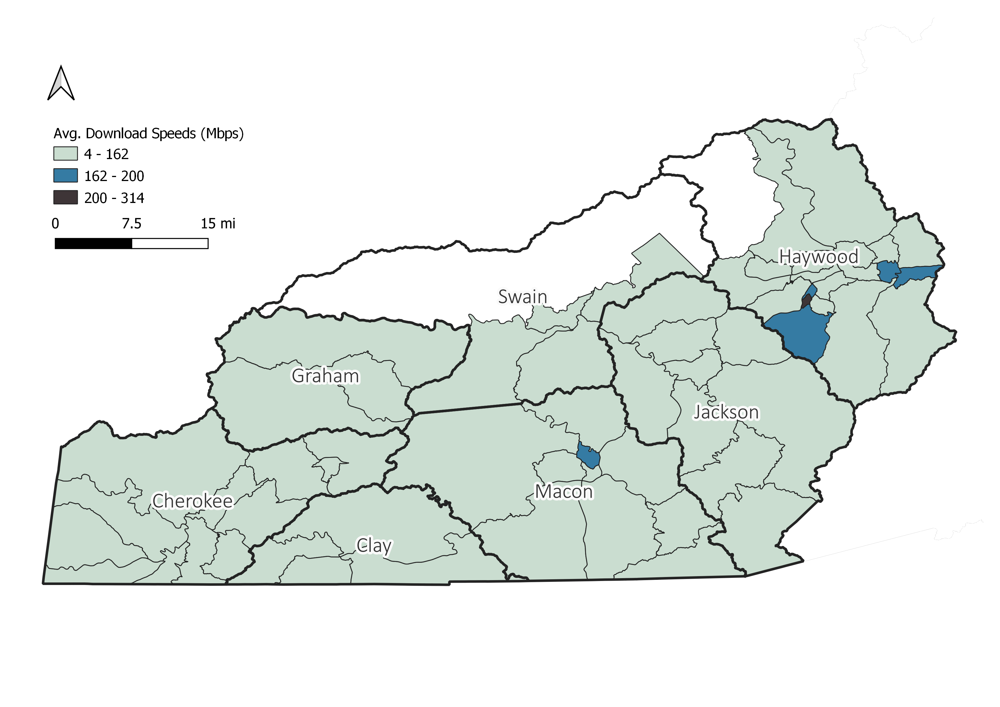 Avg. Download Speeds (Mbps)
4 - 162
162 - 200
200 - 314
0 7.5 15 mi
Haywood
Swain
Graham
Jackson
Macon
Cherokee
Clay